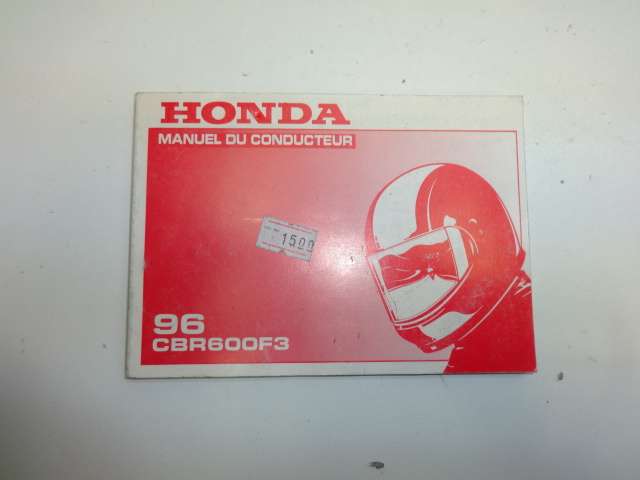 HONDA
MANUEL DU CONDUCTEUR
1500
96
CBR600F3